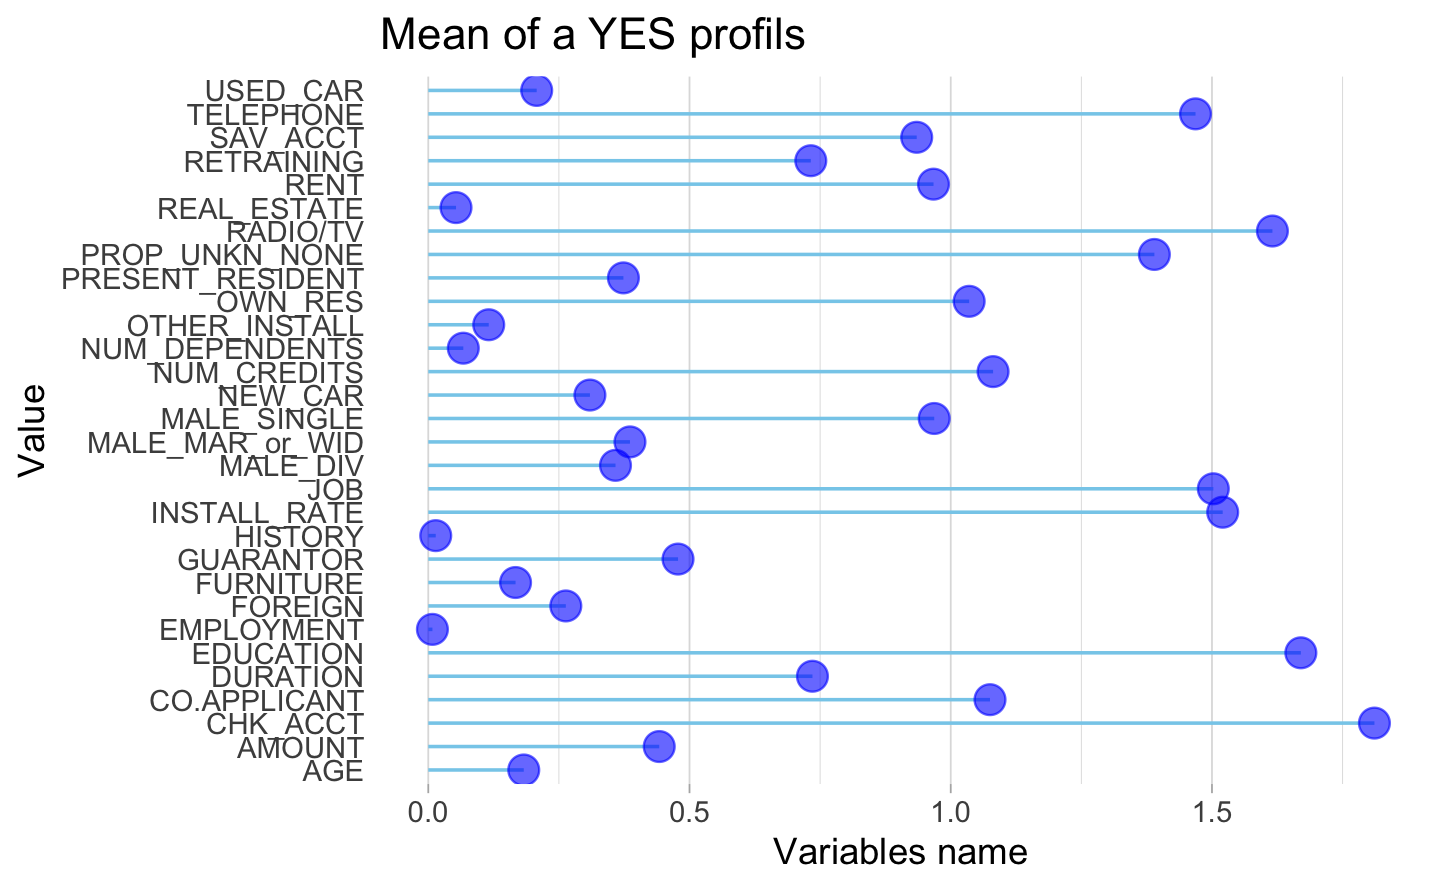 Mean of a YES profils
USED_CAR
TELEPHONE
SAV_ACCT
RETRAINING
RENT
REAL_ESTATE
RADIO/TV
PROP_UNKN_NONE
PRESENT_RESIDENT
OWN_RES
OTHER_INSTALL
NUM_DEPENDENTS
NUM_CREDITS
NEW_CAR
MALE_SINGLE
MALE_MAR_or_WID
MALE_DIV
JOB
INSTALL_RATE
HISTORY
GUARANTOR
FURNITURE
FOREIGN
EMPLOYMENT
EDUCATION
DURATION
CO.APPLICANT
CHK_ACCT
AMOUNT
AGE
Value
0.0 0.5 1.0 1.5
Variables name